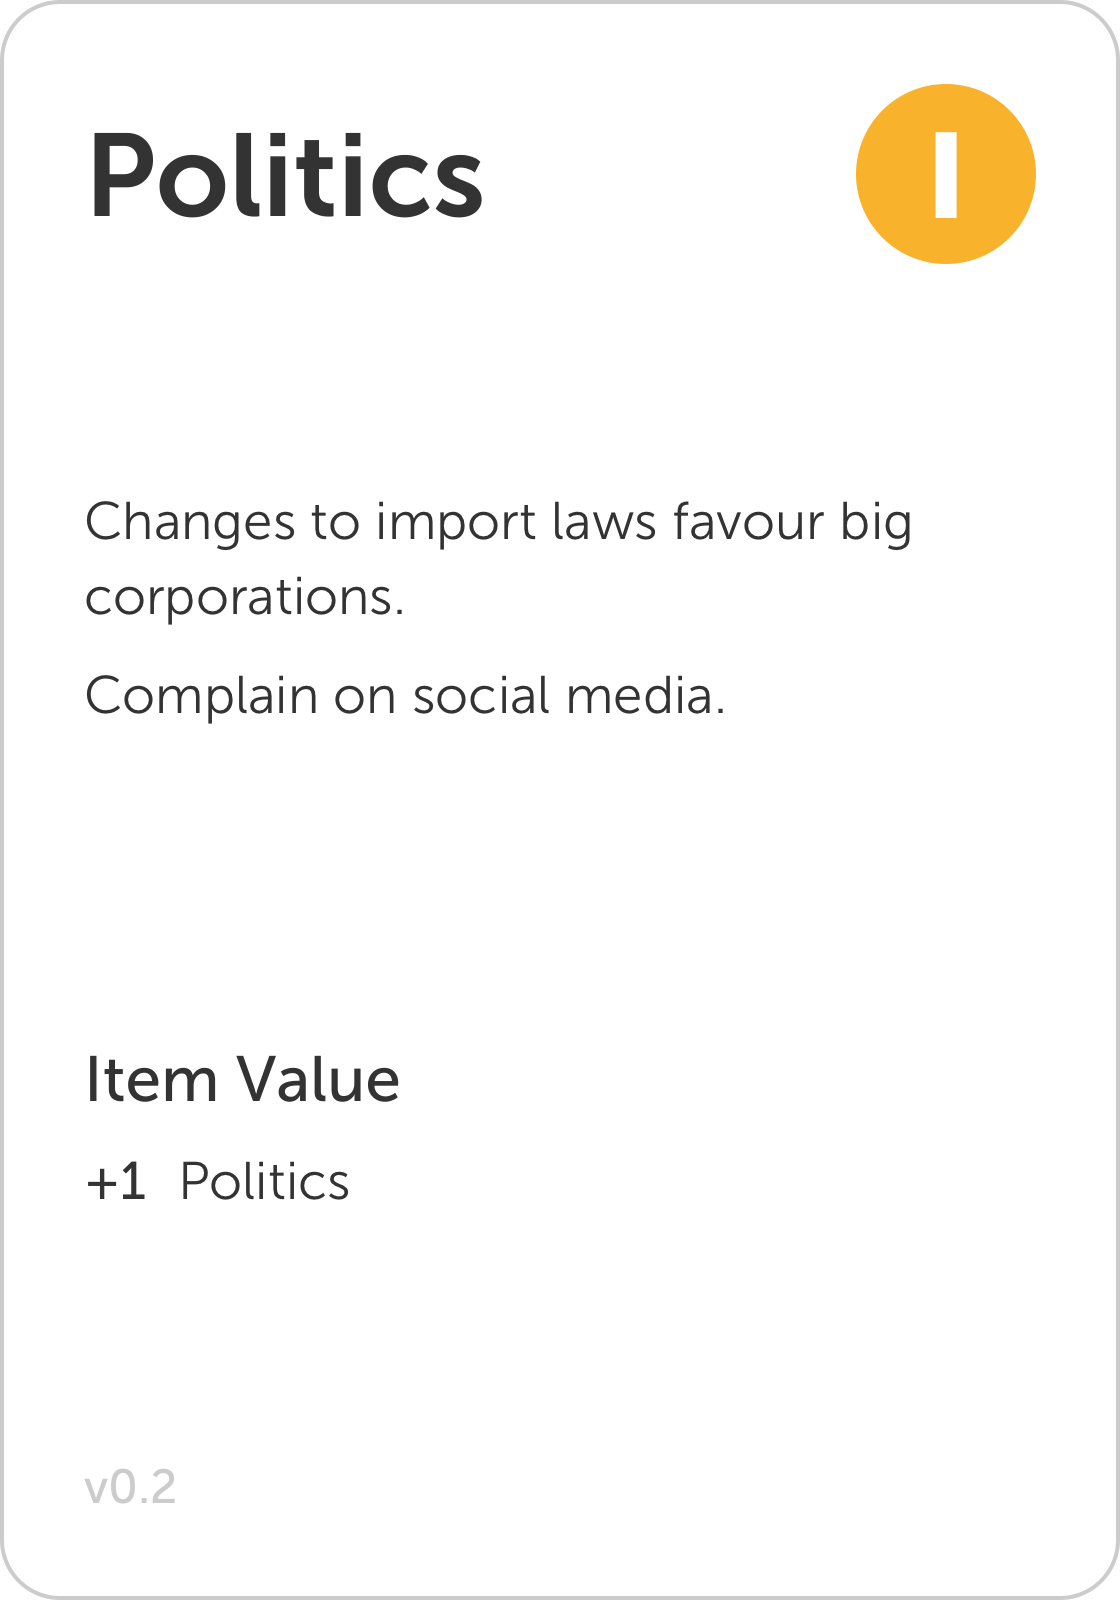 Politics
I
Changes to import laws favour big
corporations.
Complain on social media.
Item Value
+1 Politics
v0.2